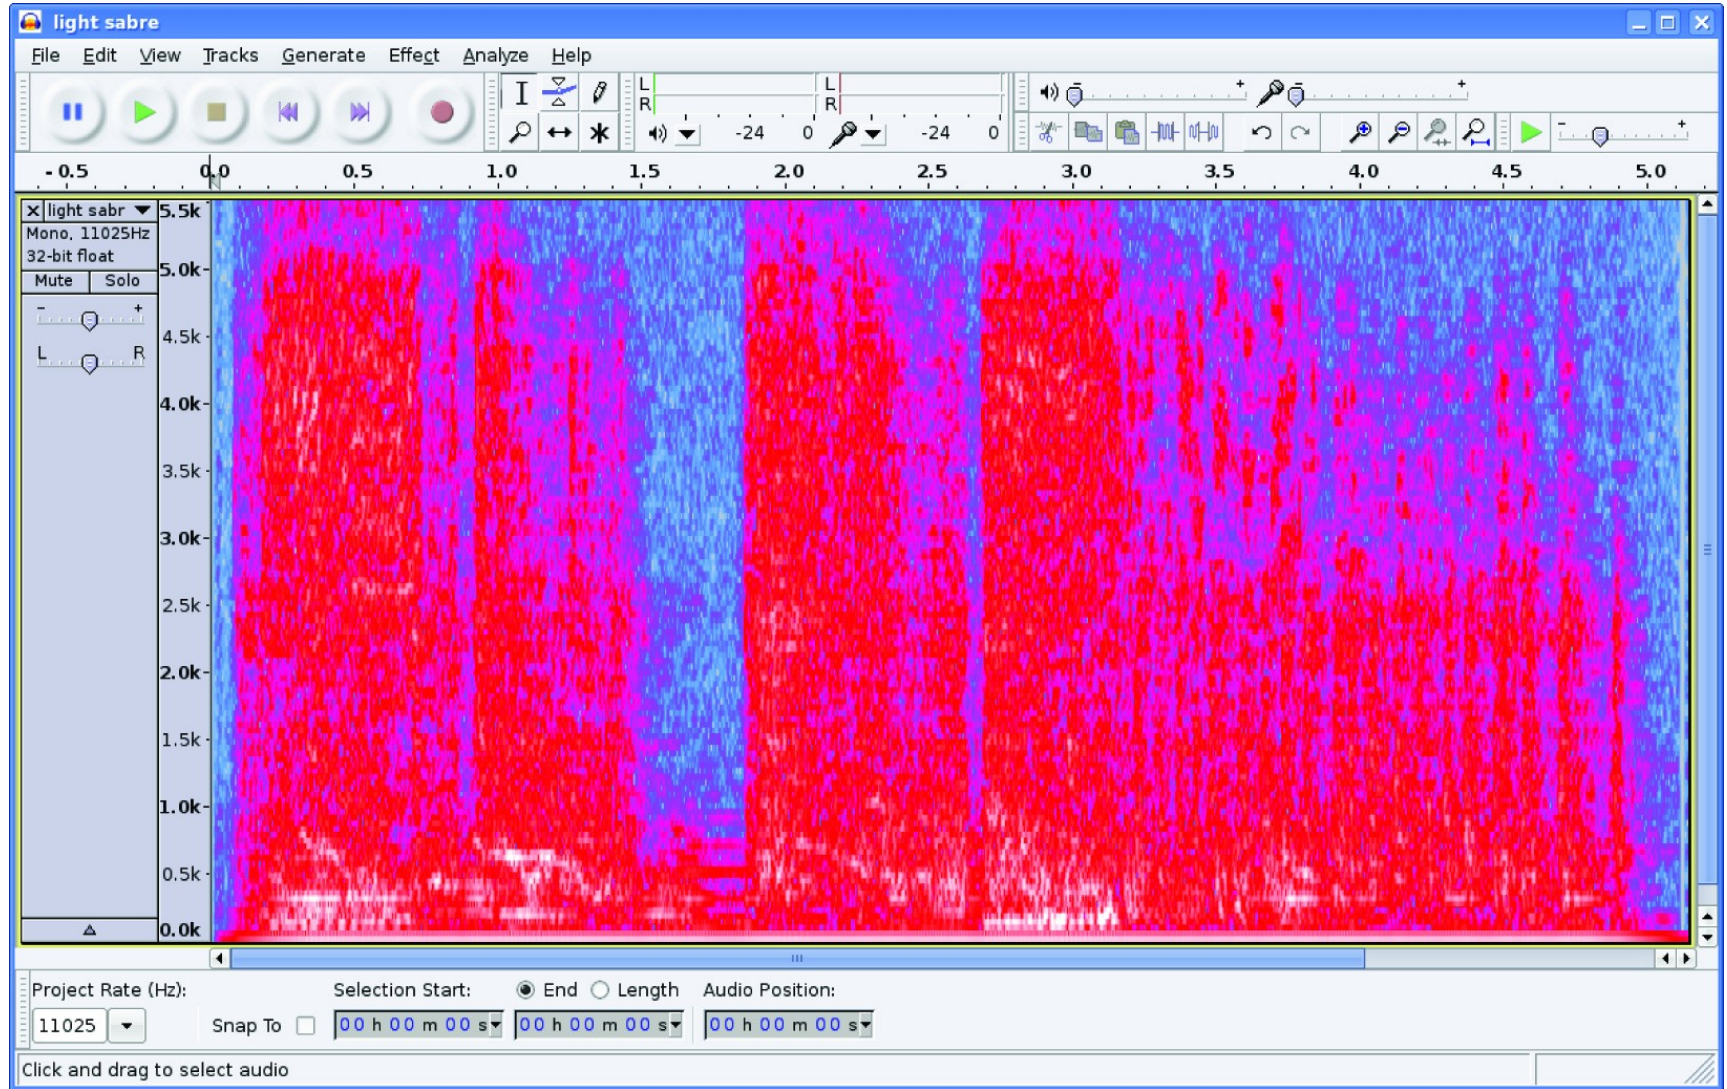 light sabre
File Edit View Tracks Generate Effect Analyze Help
L
R
L
R
-24 0
-24 0
- + - +
- +
- 0.5 0.0 0.5 1.0 1.5 2.0 2.5 3.0 3.5 4.0 4.5 5.0
light sabr
Mono, 11025Hz
32-bit float
Mute Solo
- +
L R
5.5k
5.0k
4.5k
4.0k
3.5k
3.0k
2.5k
2.0k
1.5k
1.0k
0.5k
0.0k
Project Rate (Hz): Selection Start: End Length Audio Position:
11025 Snap To 00 h 00 m 00 s 00 h 00 m 00 s 00 h 00 m 00 s
Click and drag to select audio